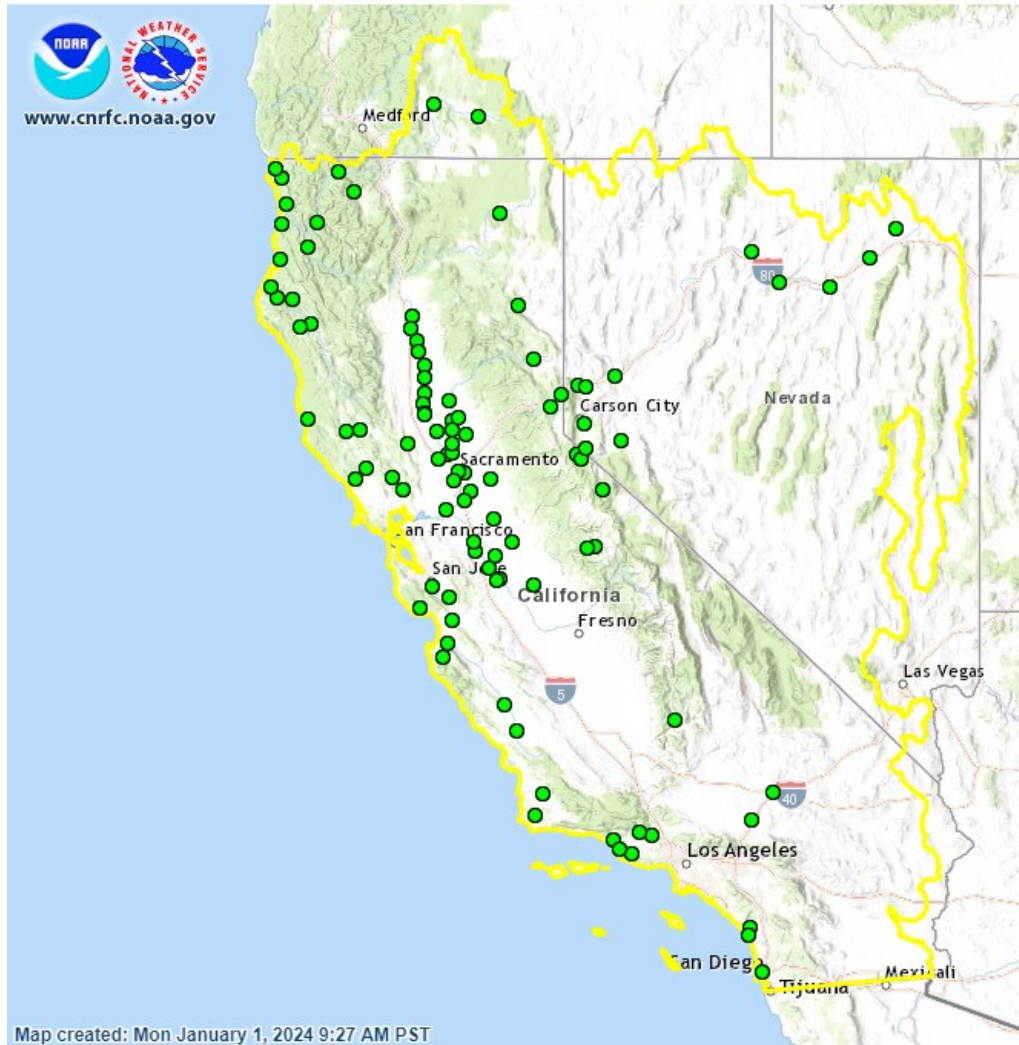 NOAA
NATIONAL WEATHER SERVICE
www.cnrfc.noaa.gov
Medford
80
Carson City
Nevada
Sacramento
San Francisco
San Jose
California
Fresno
Las Vegas
5
40
Los Angeles
San Diego
Mexicali
Tijuana
Map created: Mon January 1, 2024 9:27 AM PST